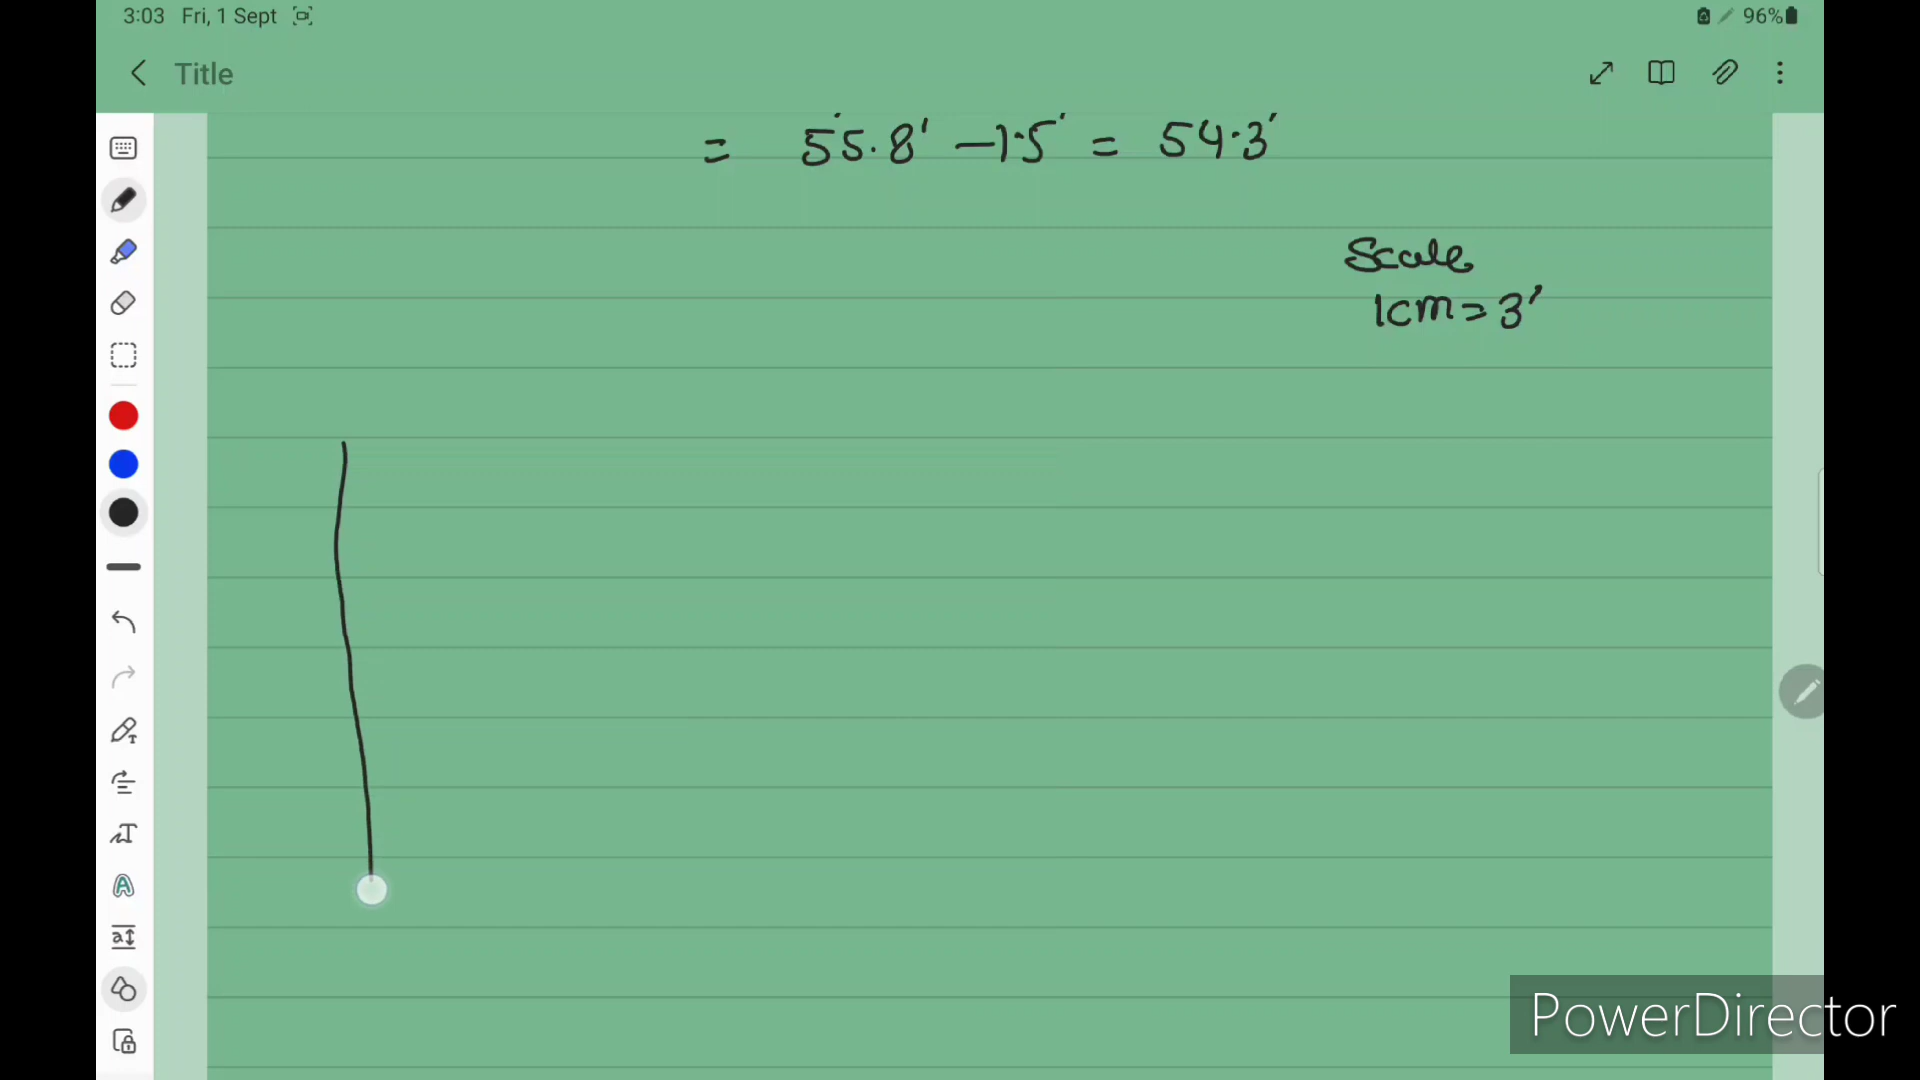 3:03 Fri, 1 Sept 96%
Title
= 55.8' -1.5' = 54.3'
Scale
1cm = 3'
PowerDirector